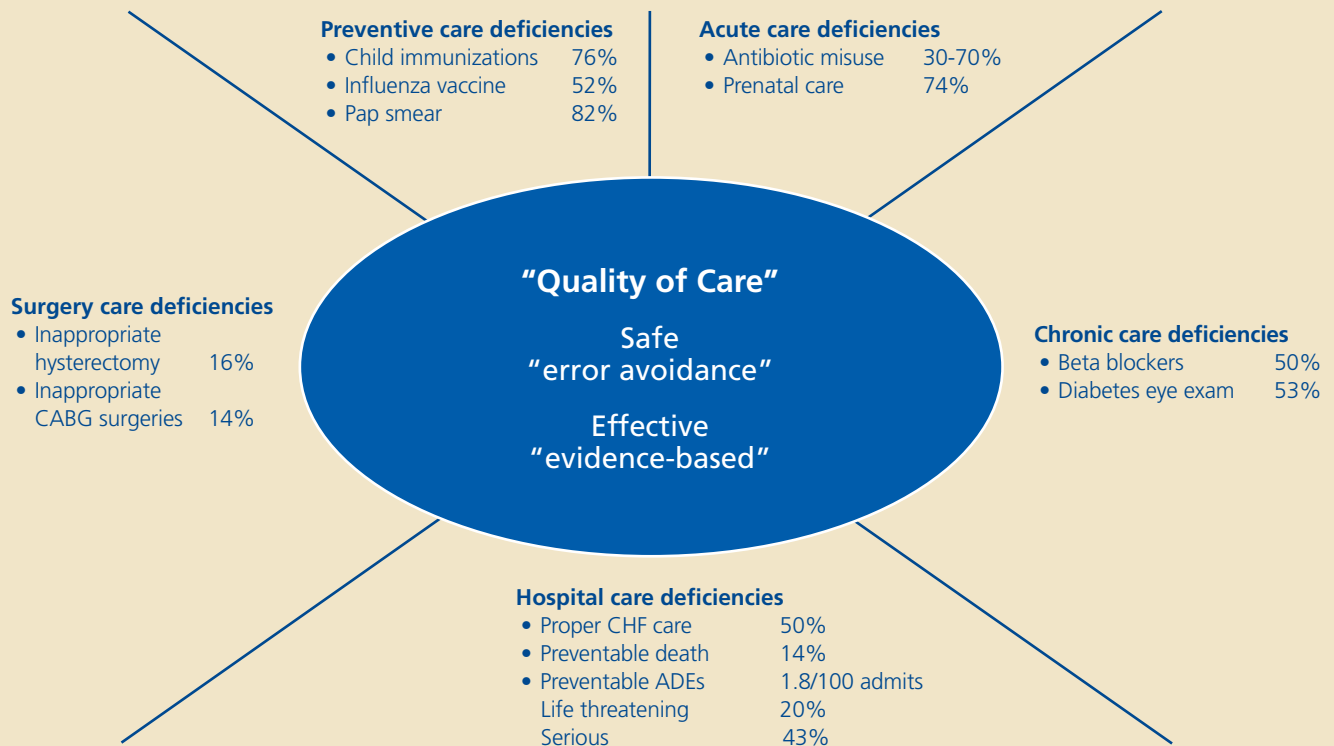 Preventive care deficiencies
• Child immunizations 76%
• Influenza vaccine 52%
• Pap smear 82%
Acute care deficiencies
• Antibiotic misuse 30-70%
• Prenatal care 74%
Surgery care deficiencies
• Inappropriate
hysterectomy 16%
• Inappropriate
CABG surgeries 14%
"Quality of Care"
Safe
"error avoidance"
Effective
"evidence-based"
Chronic care deficiencies
• Beta blockers 50%
• Diabetes eye exam 53%
Hospital care deficiencies
• Proper CHF care 50%
• Preventable death 14%
• Preventable ADEs 1.8/100 admits
Life threatening 20%
Serious 43%